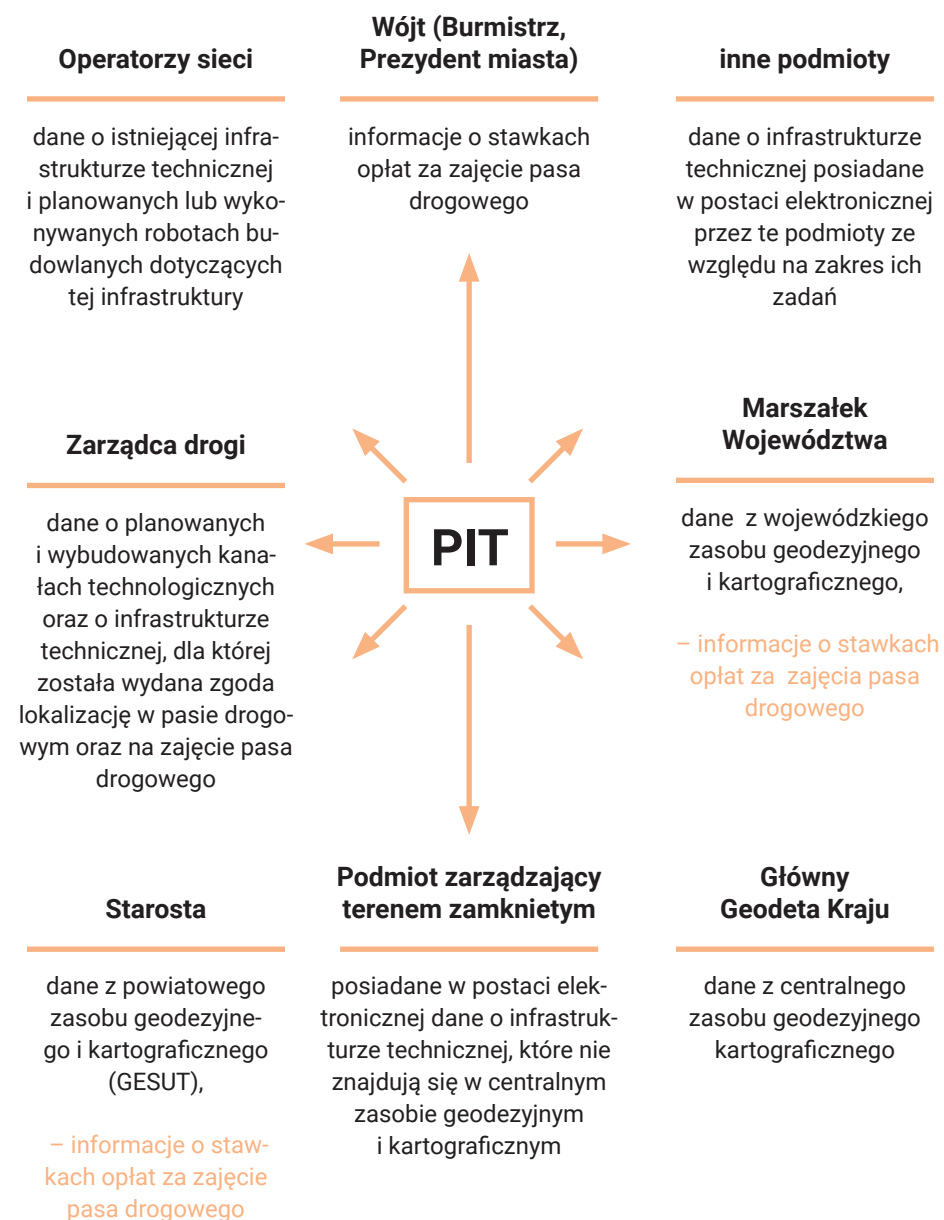 Operatorzy sieci
dane o istniejącej infra-
strukturze technicznej
i planowanych lub wyko-
nywanych robotach bu-
dowlanych dotyczących
tej infrastruktury
Wójt (Burmistrz,
Prezydent miasta)
informacje o stawkach
opłat za zajęcie pasa
drogowego
inne podmioty
dane o infrastrukturze
technicznej posiadane
w postaci elektronicznej
przez te podmioty ze
względu na zakres ich
zadań
Zarządca drogi
dane o planowanych
i wybudowanych kana-
łach technologicznych
oraz o infrastrukturze
technicznej, dla której
została wydana zgoda
lokalizację w pasie drogo-
wym oraz na zajęcie pasa
drogowego
PIT
Marszałek
Województwa
dane z wojewódzkiego
zasobu geodezyjnego
i kartograficznego,
– informacje o stawkach
opłat za zajęcia pasa
drogowego
Starosta
dane z powiatowego
zasobu geodezyjne-
go i kartograficznego
(GESUT),
– informacje o staw-
kach opłat za zajęcie
pasa drogowego
Podmiot zarządzający
terenem zamknietym
posiadane w postaci elek-
tronicznej dane o infrastruk-
turze technicznej, które nie
znajdują się w centralnym
zasobie geodezyjnym
i kartograficznym
Główny
Geodeta Kraju
dane z centralnego
zasobu geodezyjnego
kartograficznego